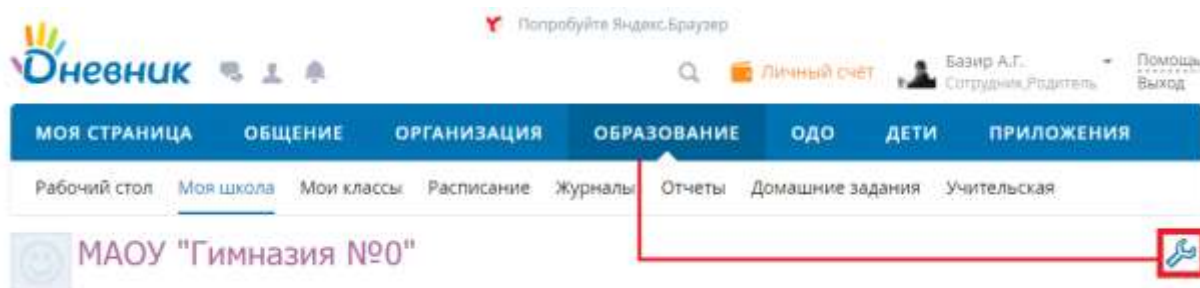 Попробуйте Яндекс.Браузер
Дневник
Личный счёт
Базир А.Г.
Сотрудник,Родитель
Помощь
Выход
МОЯ СТРАНИЦА ОБЩЕНИЕ ОРГАНИЗАЦИЯ ОБРАЗОВАНИЕ ОДО ДЕТИ ПРИЛОЖЕНИЯ
Рабочий стол Моя школа Мои классы Расписание Журналы Отчеты Домашние задания Учительская
МАОУ "Гимназия №0"